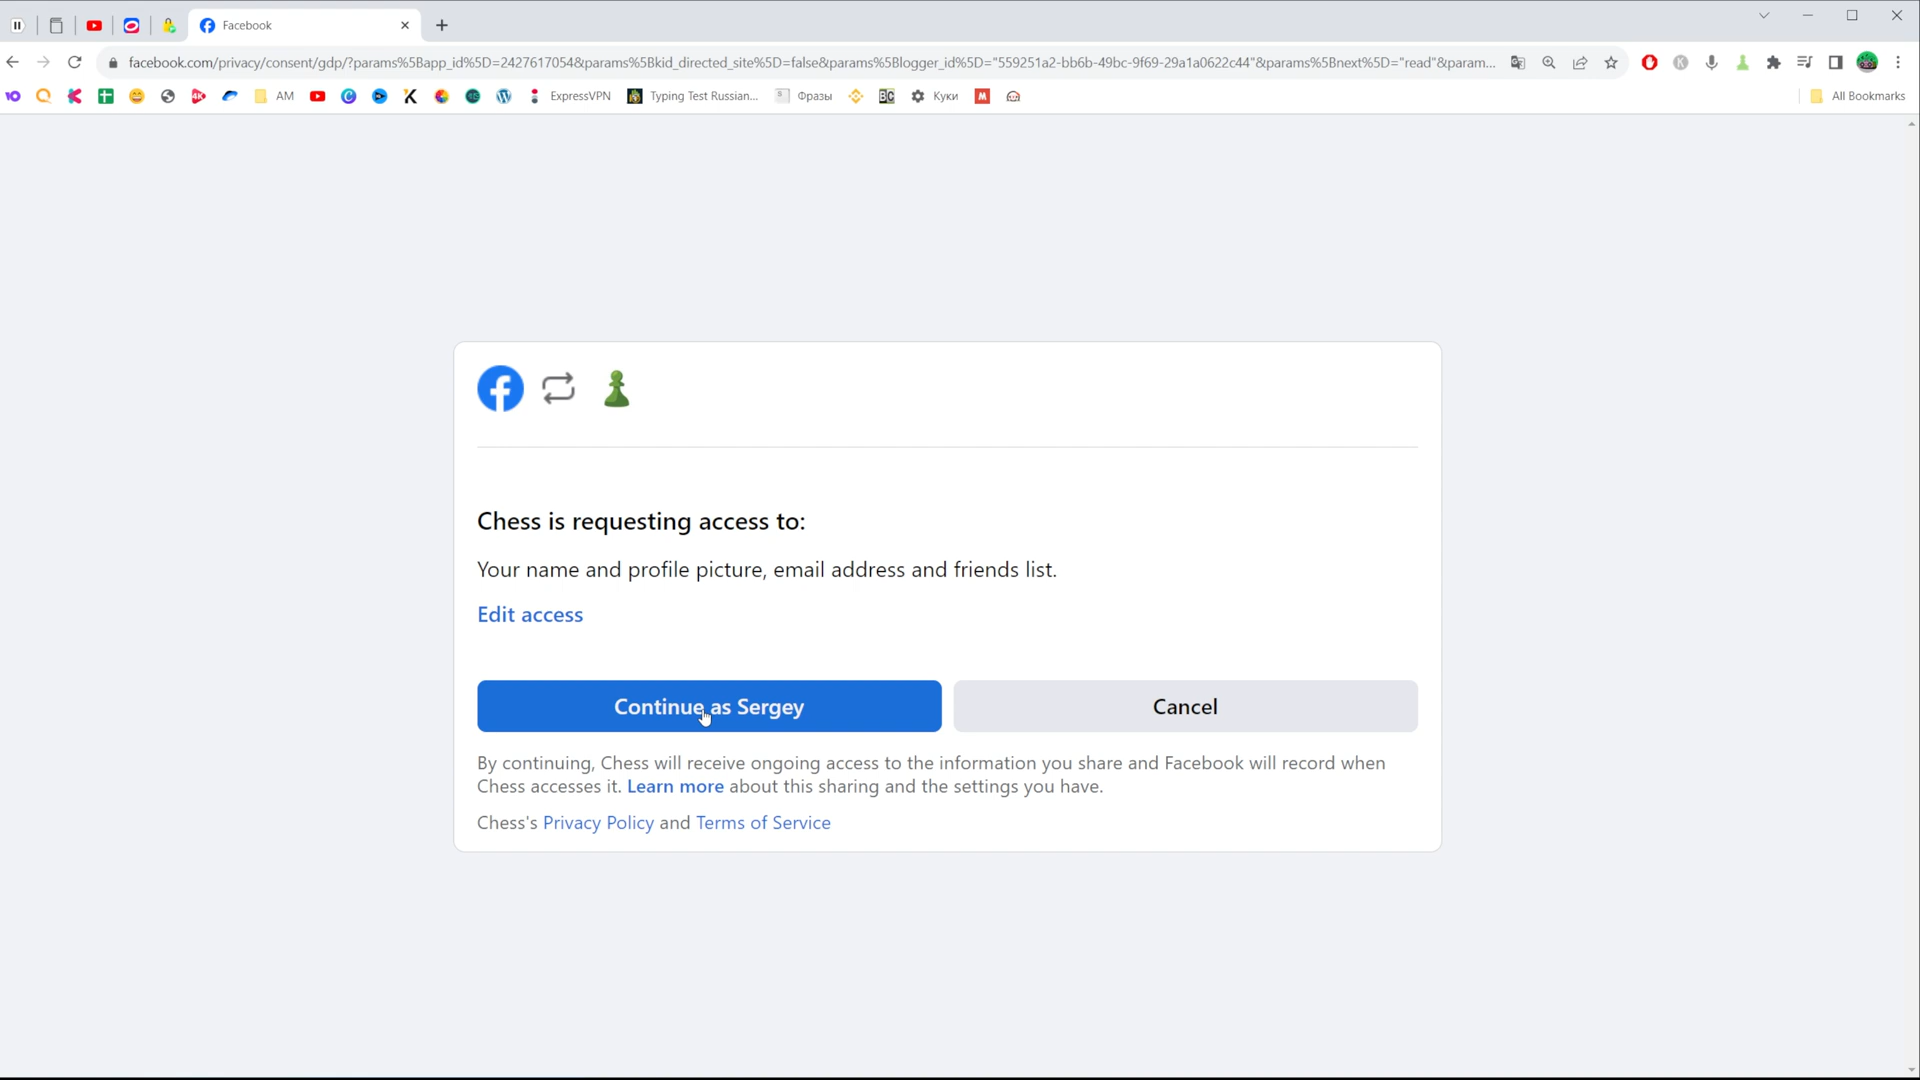 Facebook
facebook.com/privacy/consent/gdp/?params%5Bapp_id%5D=2427617054&params%5Bkid_directed_site%5D=false&params%5Blogger_id%5D="559251a2-bb6b-49bc-9f69-29a1a0622c44"&params%5Bnext%5D="read"&param...
AM
ExpressVPN
Typing Test Russian...
Фразы
Куки
All Bookmarks
Chess is requesting access to:
Your name and profile picture, email address and friends list.
Edit access
Continue as Sergey
Cancel
By continuing, Chess will receive ongoing access to the information you share and Facebook will record when
Chess accesses it. Learn more about this sharing and the settings you have.
Chess's Privacy Policy and Terms of Service